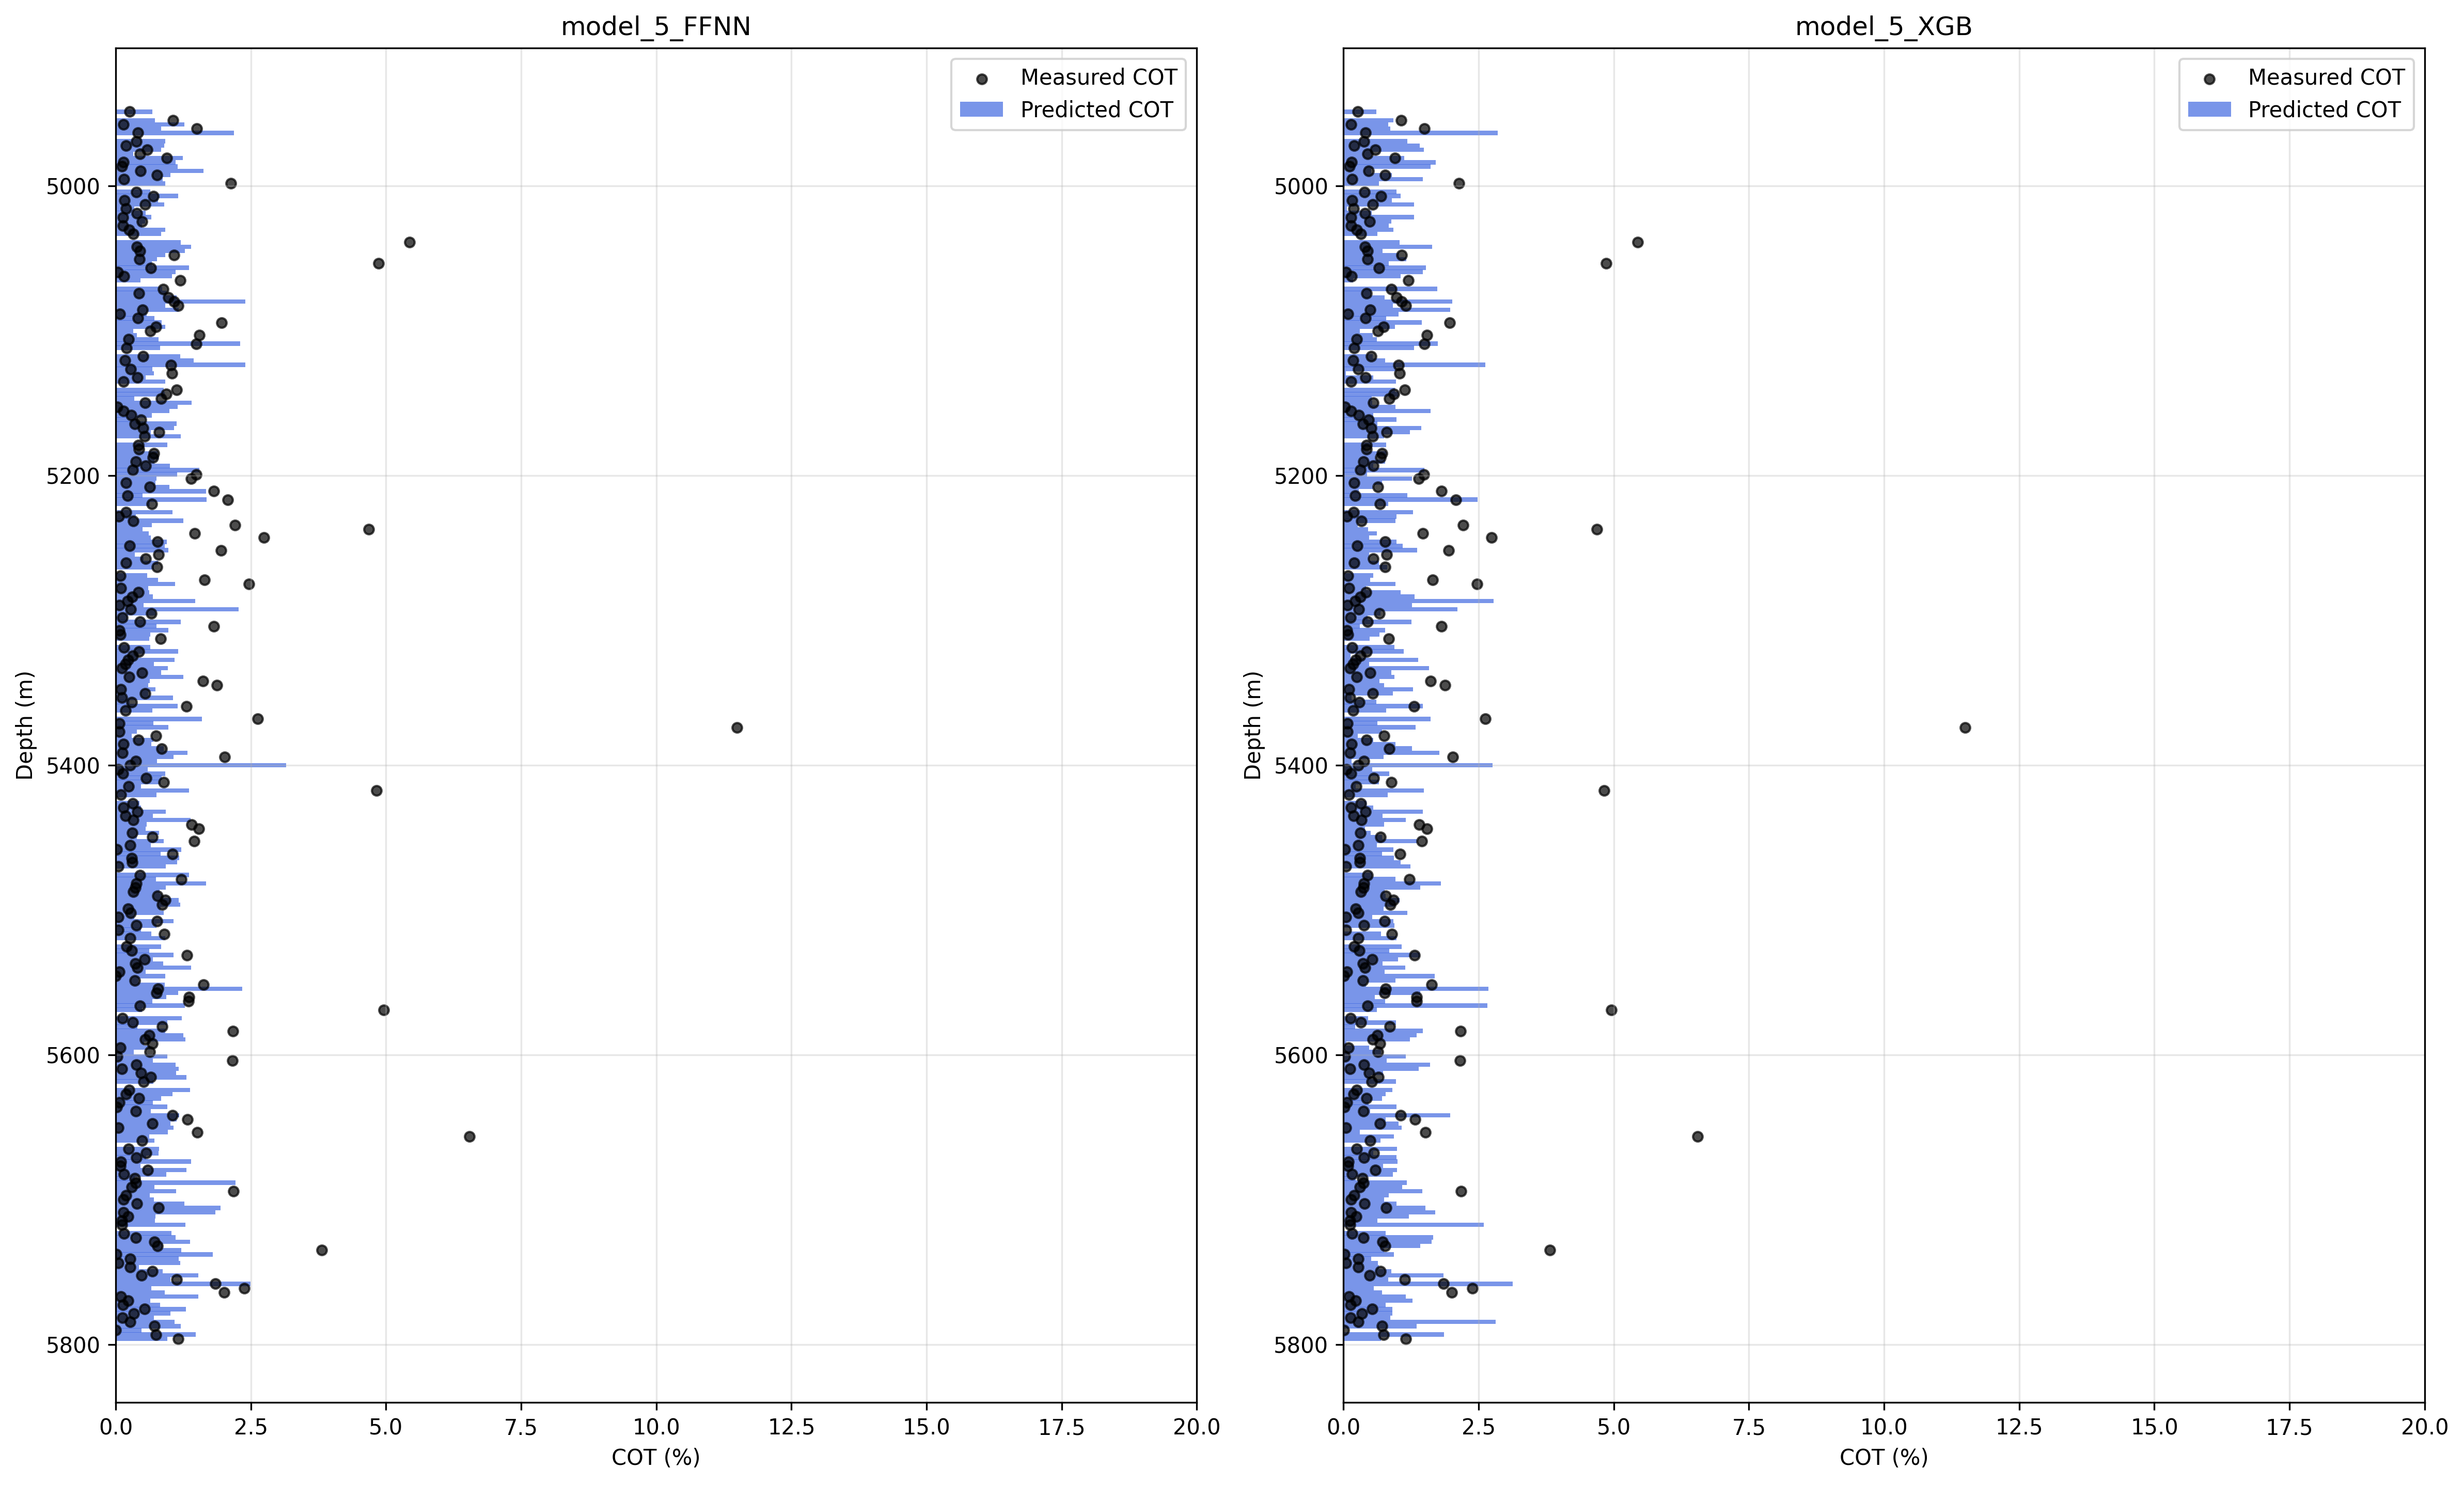 model_5_FFNN
Measured COT
Predicted COT
Depth (m)
5000
5200
5400
5600
5800
0.0 2.5 5.0 7.5 10.0 12.5 15.0 17.5 20.0
COT (%)
model_5_XGB
Measured COT
Predicted COT
Depth (m)
5000
5200
5400
5600
5800
0.0 2.5 5.0 7.5 10.0 12.5 15.0 17.5 20.0
COT (%)